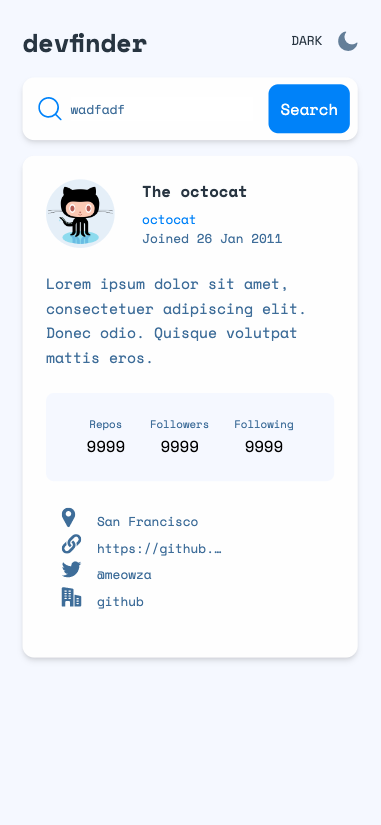 devfinder
DARK
wadfadf
Search
The octocat
octocat
Joined 26 Jan 2011
Lorem ipsum dolor sit amet,
consectetuer adipiscing elit.
Donec odio. Quisque volutpat
mattis eros.
Repos Followers Following
9999 9999 9999
San Francisco
https://github.…
@meowza
github